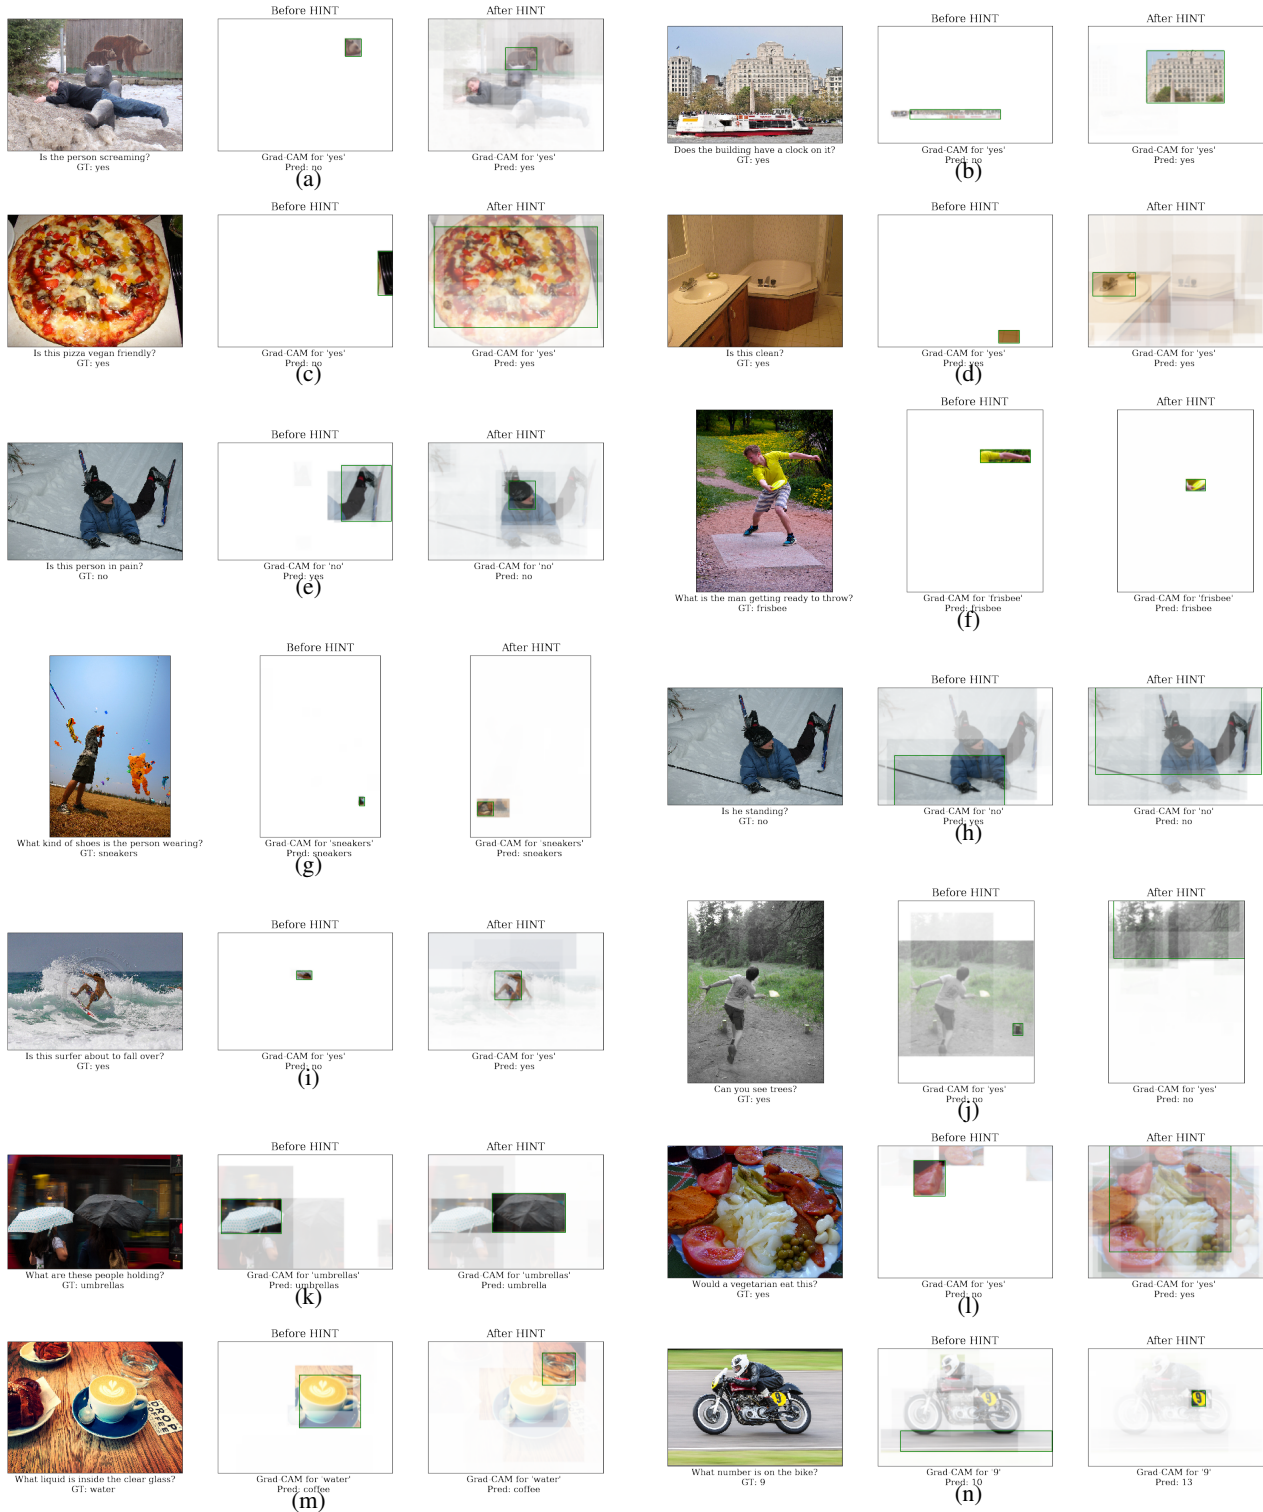 Before HINT
After HINT
Is the person screaming?
GT: yes
Grad-CAM for 'yes'
Pred: no
Grad-CAM for 'yes'
Pred: yes
(a)
Before HINT
After HINT
Does the building have a clock on it?
GT: yes
Grad-CAM for 'yes'
Pred: no
Grad-CAM for 'yes'
Pred: yes
(b)
Before HINT
After HINT
Is this pizza vegan friendly?
GT: yes
Grad-CAM for 'yes'
Pred: no
Grad-CAM for 'yes'
Pred: yes
(c)
Before HINT
After HINT
Is this clean?
GT: yes
Grad-CAM for 'yes'
Pred: yes
Grad-CAM for 'yes'
Pred: yes
(d)
Before HINT
After HINT
Is this person in pain?
GT: no
Grad-CAM for 'no'
Pred: yes
Grad-CAM for 'no'
Pred: no
(e)
Before HINT
After HINT
What is the man getting ready to throw?
GT: frisbee
Grad-CAM for 'frisbee'
Pred: frisbee
Grad-CAM for 'frisbee'
Pred: frisbee
(f)
Before HINT
After HINT
What kind of shoes is the person wearing?
GT: sneakers
Grad-CAM for 'sneakers'
Pred: sneakers
Grad-CAM for 'sneakers'
Pred: sneakers
(g)
Before HINT
After HINT
Is he standing?
GT: no
Grad-CAM for 'no'
Pred: yes
Grad-CAM for 'no'
Pred: no
(h)
Before HINT
After HINT
Is this surfer about to fall over?
GT: yes
Grad-CAM for 'yes'
Pred: no
Grad-CAM for 'yes'
Pred: yes
(i)
Before HINT
After HINT
Can you see trees?
GT: yes
Grad-CAM for 'yes'
Pred: no
Grad-CAM for 'yes'
Pred: no
(j)
Before HINT
After HINT
What are these people holding?
GT: umbrellas
Grad-CAM for 'umbrellas'
Pred: umbrellas
Grad-CAM for 'umbrellas'
Pred: umbrella
(k)
Before HINT
After HINT
Would a vegetarian eat this?
GT: yes
Grad-CAM for 'yes'
Pred: no
Grad-CAM for 'yes'
Pred: yes
(l)
Before HINT
After HINT
DROP
COFFEE
What liquid is inside the clear glass?
GT: water
Grad-CAM for 'water'
Pred: coffee
Grad-CAM for 'water'
Pred: coffee
(m)
Before HINT
After HINT
9
9
9
What number is on the bike?
GT: 9
Grad-CAM for '9'
Pred: 10
Grad-CAM for '9'
Pred: 13
(n)